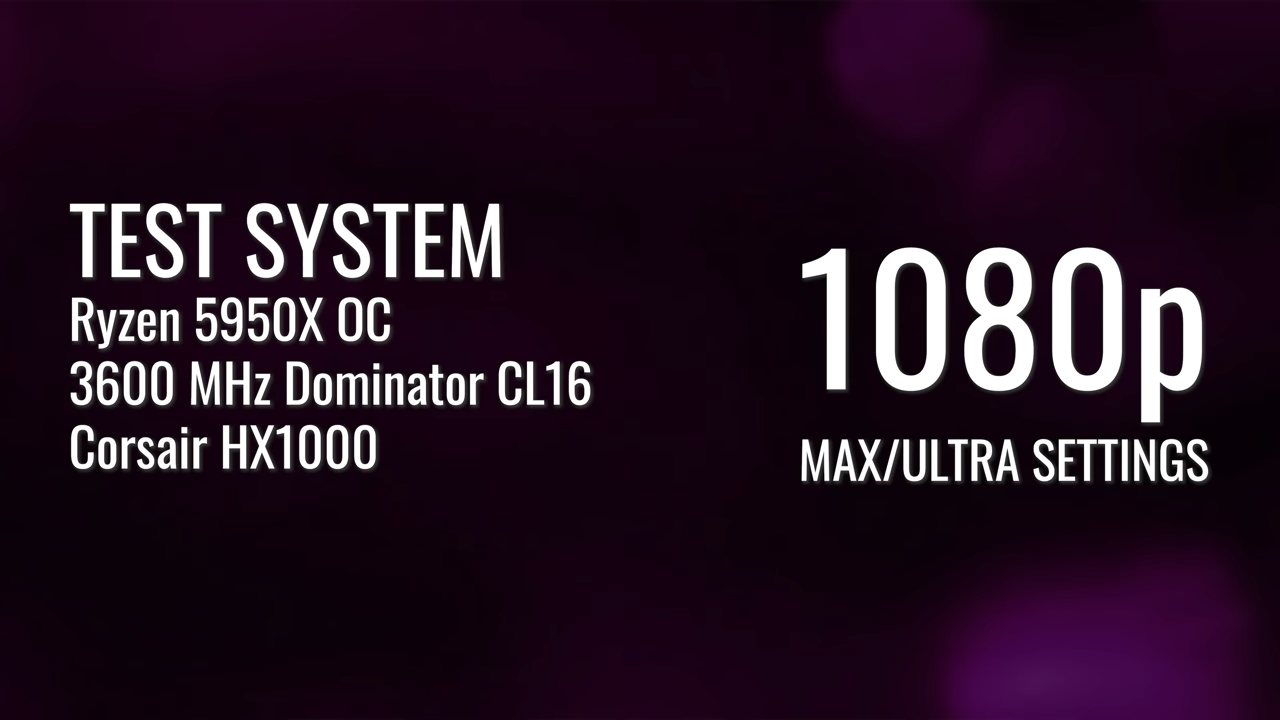 TEST SYSTEM
Ryzen 5950X OC
3600 MHz Dominator CL16
Corsair HX1000
1080p
MAX/ULTRA SETTINGS